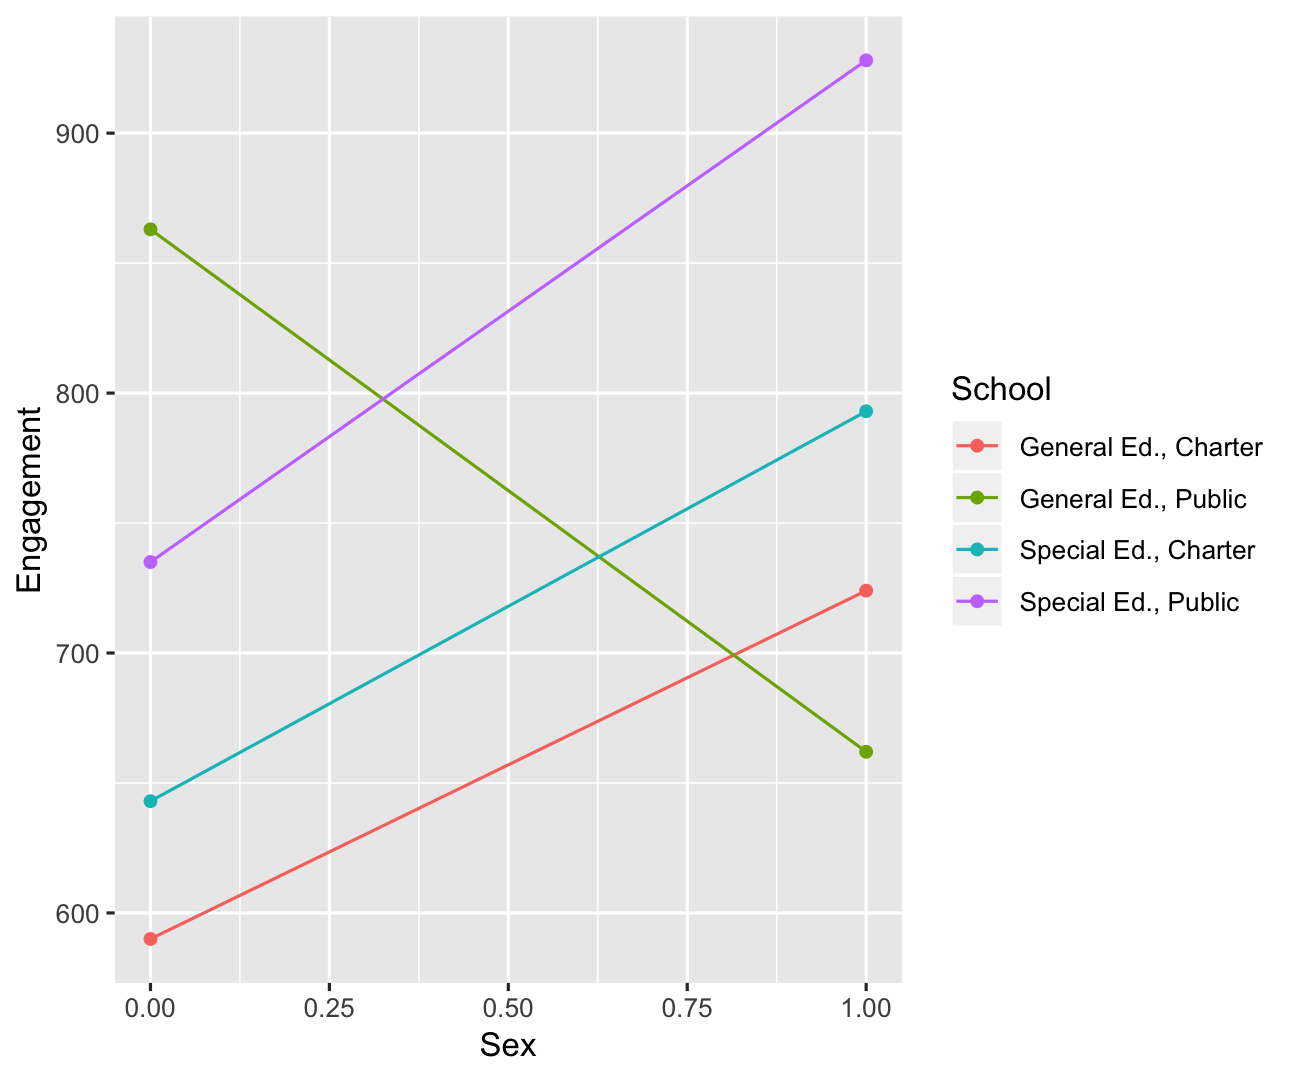 900
800
700
600
Engagement
0.00 0.25 0.50 0.75 1.00
Sex
School
General Ed., Charter
General Ed., Public
Special Ed., Charter
Special Ed., Public